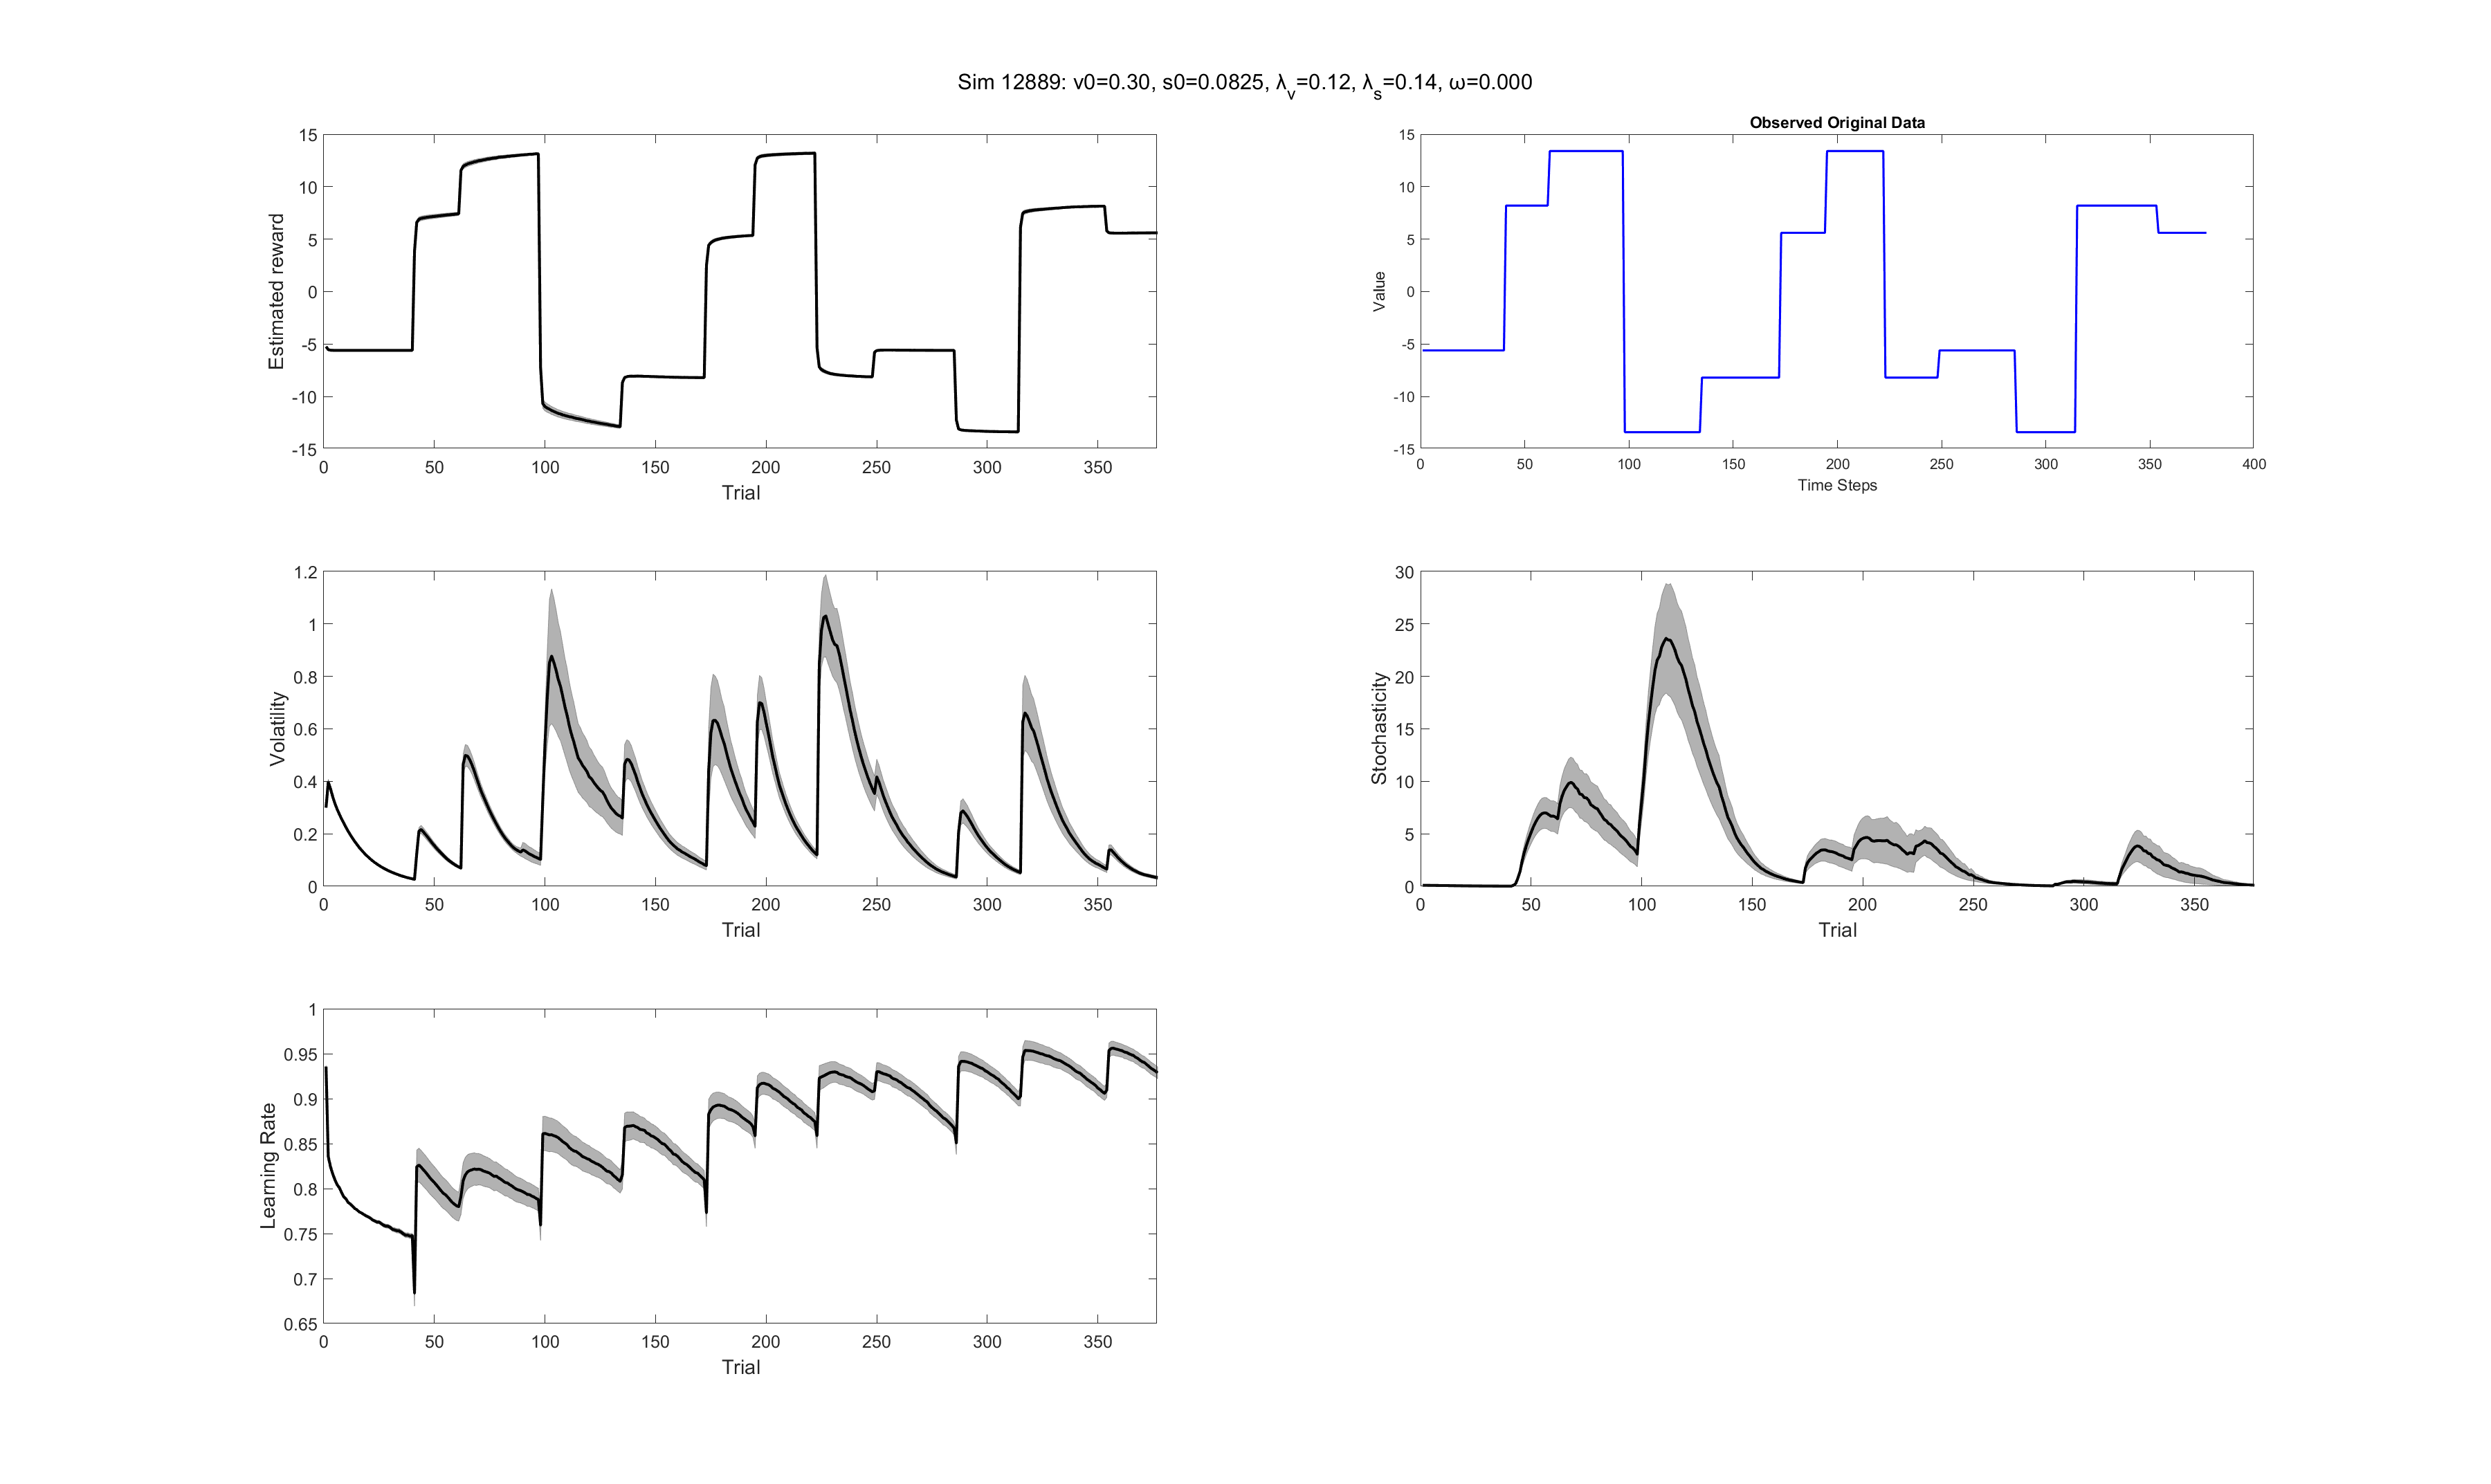 Sim 12889: v0=0.30, s0=0.0825, λv=0.12, λs=0.14, ω=0.000
15
10
5
0
-5
-10
-15
Estimated reward
0 50 100 150 200 250 300 350
Trial
Observed Original Data
15
10
5
0
-5
-10
-15
Value
0 50 100 150 200 250 300 350 400
Time Steps
1.2
1
0.8
0.6
0.4
0.2
0
Volatility
0 50 100 150 200 250 300 350
Trial
30
25
20
15
10
5
0
Stochasticity
0 50 100 150 200 250 300 350
Trial
1
0.95
0.9
0.85
0.8
0.75
0.7
0.65
Learning Rate
0 50 100 150 200 250 300 350
Trial